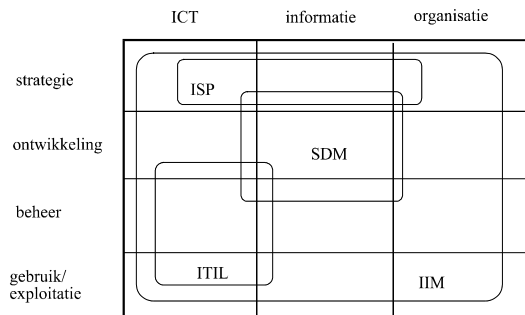 ICT informatie organisatie
strategie
ISP
ontwikkeling
SDM
beheer
gebruik/
exploitatie
ITIL
IIM